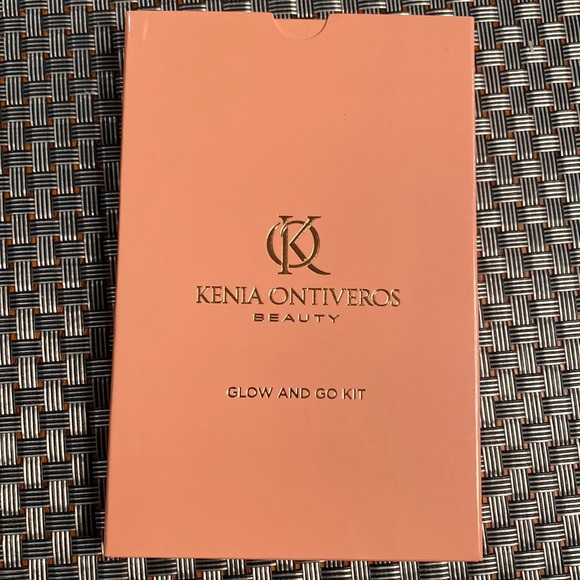 KO
KENIA ONTIVEROS
BEAUTY
GLOW AND GO KIT